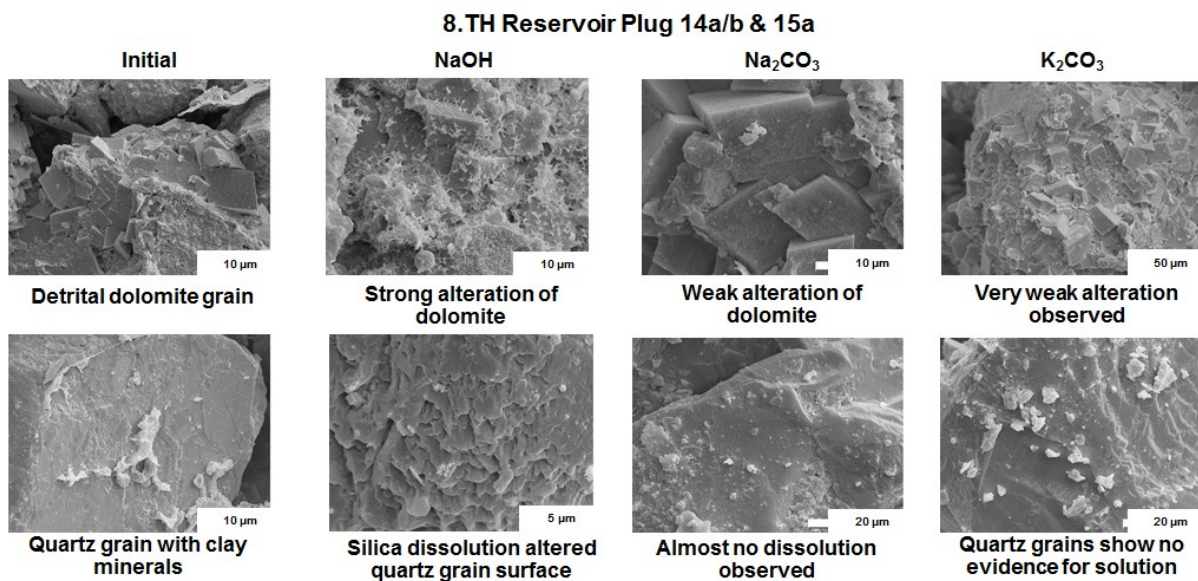 8.TH Reservoir Plug 14a/b & 15a
Initial
NaOH
Na₂CO₃
K₂CO₃
10 µm
10 µm
10 µm
50 µm
Detrital dolomite grain
Strong alteration of
dolomite
Weak alteration of
dolomite
Very weak alteration
observed
10 µm
5 µm
20 µm
20 µm
Quartz grain with clay
minerals
Silica dissolution altered
quartz grain surface
Almost no dissolution
observed
Quartz grains show no
evidence for solution